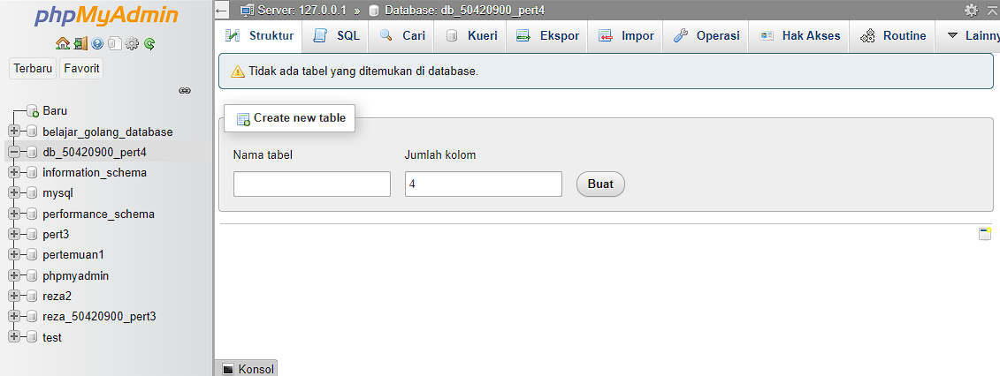 phpMyAdmin
Terbaru Favorit
Baru
belajar_golang_database
db_50420900_pert4
information_schema
mysql
performance_schema
pert3
pertemuan1
phpmyadmin
reza2
reza_50420900_pert3
test
Server: 127.0.0.1 » Database: db_50420900_pert4
Struktur SQL Cari Kueri Ekspor Impor Operasi Hak Akses Routine Lainny
Tidak ada tabel yang ditemukan di database.
Create new table
Nama tabel Jumlah kolom
4 Buat
Konsol